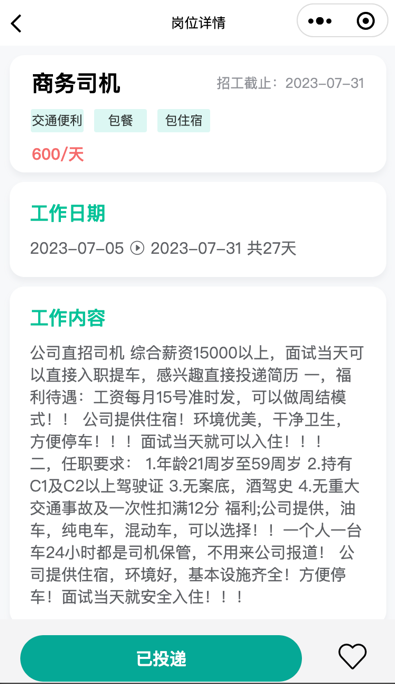 岗位详情
商务司机
招工截止：2023-07-31
交通便利 包餐 包住宿
600/天
工作日期
2023-07-05 2023-07-31 共27天
工作内容
公司直招司机 综合薪资15000以上，面试当天可
以直接入职提车，感兴趣直接投递简历 一，福
利待遇：工资每月15号准时发，可以做周结模
式！！ 公司提供住宿！环境优美，干净卫生，
方便停车！！！面试当天就可以入住！！！
二，任职要求： 1.年龄21周岁至59周岁 2.持有
C1及C2以上驾驶证 3.无案底，酒驾史 4.无重大
交通事故及一次性扣满12分 福利;公司提供，油
车，纯电车，混动车，可以选择！！一个人一台
车24小时都是司机保管，不用来公司报道！ 公
司提供住宿，环境好，基本设施齐全！方便停
车！面试当天就安全入住！！！
已投递